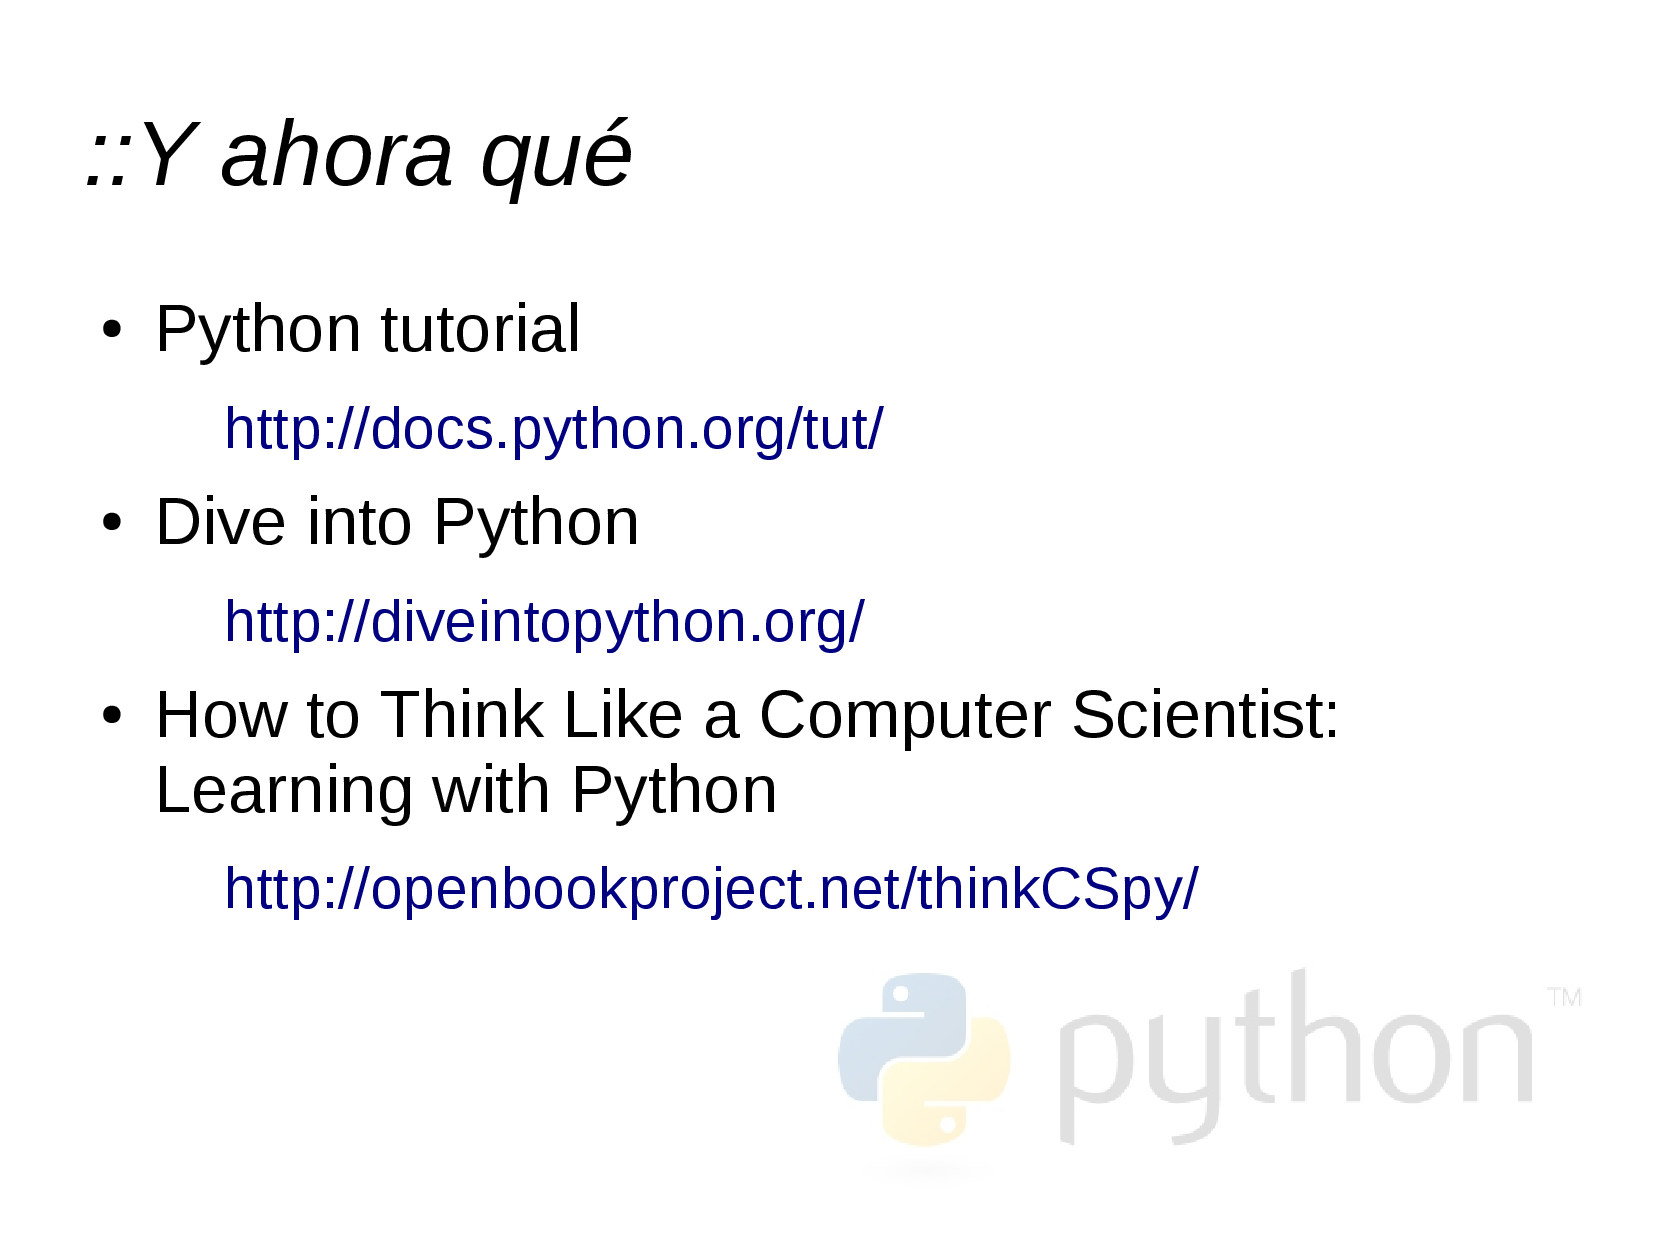 ::Y ahora qué
● Python tutorial
http://docs.python.org/tut/
● Dive into Python
http://diveintopython.org/
● How to Think Like a Computer Scientist:
Learning with Python
http://openbookproject.net/thinkCSpy/
python™